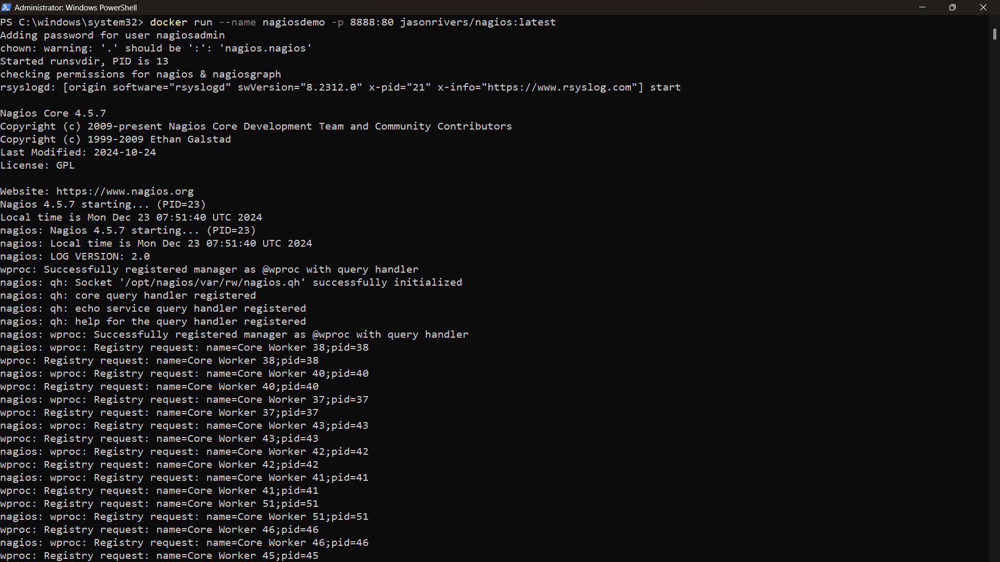 Administrator: Windows PowerShell
PS C:\windows\system32> docker run --name nagiosdemo -p 8888:80 jasonrivers/nagios:latest
Adding password for user nagiosadmin
chown: warning: '.' should be ':': 'nagios.nagios'
Started runsvdir, PID is 13
checking permissions for nagios & nagiosgraph
rsyslogd: [origin software="rsyslogd" swVersion="8.2312.0" x-pid="21" x-info="https://www.rsyslog.com"] start
Nagios Core 4.5.7
Copyright (c) 2009-present Nagios Core Development Team and Community Contributors
Copyright (c) 1999-2009 Ethan Galstad
Last Modified: 2024-10-24
License: GPL
Website: https://www.nagios.org
Nagios 4.5.7 starting... (PID=23)
Local time is Mon Dec 23 07:51:40 UTC 2024
nagios: Nagios 4.5.7 starting... (PID=23)
nagios: Local time is Mon Dec 23 07:51:40 UTC 2024
nagios: LOG VERSION: 2.0
wproc: Successfully registered manager as @wproc with query handler
nagios: qh: Socket '/opt/nagios/var/rw/nagios.qh' successfully initialized
nagios: qh: core query handler registered
nagios: qh: echo service query handler registered
nagios: qh: help for the query handler registered
nagios: wproc: Successfully registered manager as @wproc with query handler
nagios: wproc: Registry request: name=Core Worker 38;pid=38
wproc: Registry request: name=Core Worker 38;pid=38
nagios: wproc: Registry request: name=Core Worker 40;pid=40
wproc: Registry request: name=Core Worker 40;pid=40
nagios: wproc: Registry request: name=Core Worker 37;pid=37
wproc: Registry request: name=Core Worker 37;pid=37
nagios: wproc: Registry request: name=Core Worker 43;pid=43
wproc: Registry request: name=Core Worker 43;pid=43
nagios: wproc: Registry request: name=Core Worker 42;pid=42
wproc: Registry request: name=Core Worker 42;pid=42
nagios: wproc: Registry request: name=Core Worker 41;pid=41
wproc: Registry request: name=Core Worker 41;pid=41
wproc: Registry request: name=Core Worker 51;pid=51
nagios: wproc: Registry request: name=Core Worker 51;pid=51
wproc: Registry request: name=Core Worker 46;pid=46
nagios: wproc: Registry request: name=Core Worker 46;pid=46
wproc: Registry request: name=Core Worker 45;pid=45